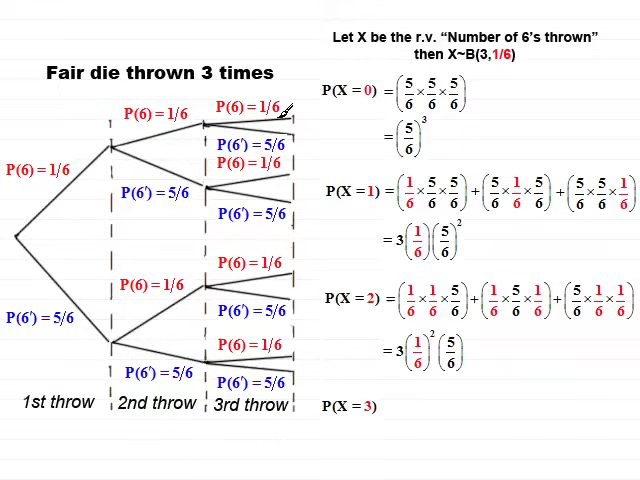 Let X be the r.v. “Number of 6’s thrown”
then X~B(3,1/6)
Fair die thrown 3 times
P(6) = 1/6
P(6) = 1/6
P(6) = 1/6
P(6′) = 5/6
P(6′) = 5/6
P(6) = 1/6
P(6′) = 5/6
P(6′) = 5/6
P(6) = 1/6
P(6) = 1/6
P(6′) = 5/6
P(6′) = 5/6
P(6) = 1/6
P(6′) = 5/6
1st throw 2nd throw 3rd throw
P(X = 0) = (5/6 × 5/6 × 5/6)
= (5/6)³
P(X = 1) = (1/6 × 5/6 × 5/6) + (5/6 × 1/6 × 5/6) + (5/6 × 5/6 × 1/6)
= 3(1/6)(5/6)²
P(X = 2) = (1/6 × 1/6 × 5/6) + (1/6 × 5/6 × 1/6) + (5/6 × 1/6 × 1/6)
= 3(1/6)²(5/6)
P(X = 3)